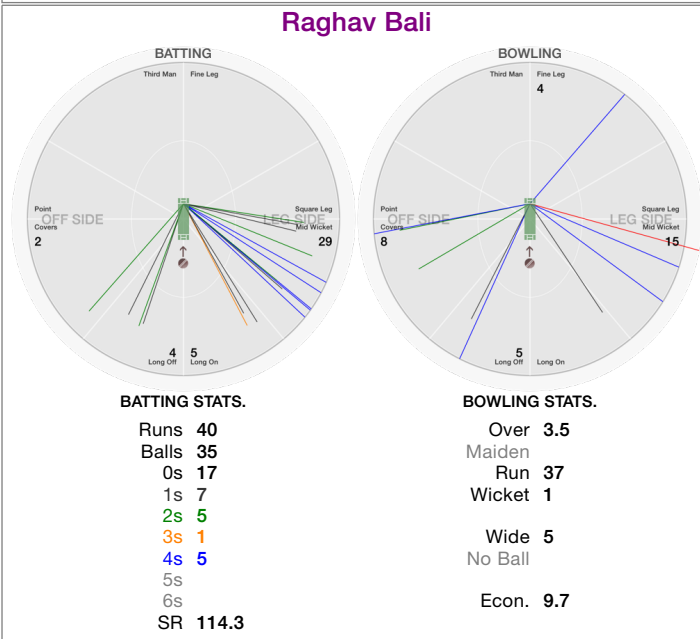 Raghav Bali
BATTING
Third Man Fine Leg
Point
OFF SIDE
Covers
2
Square Leg
LEG SIDE
Mid Wicket
29
4 5
Long Off Long On
BOWLING
Third Man Fine Leg
4
Point
OFF SIDE
Covers
8
Square Leg
LEG SIDE
Mid Wicket
15
5
Long Off Long On
BATTING STATS.
Runs 40
Balls 35
0s 17
1s 7
2s 5
3s 1
4s 5
5s
6s
SR 114.3
BOWLING STATS.
Over 3.5
Maiden
Run 37
Wicket 1
Wide 5
No Ball
Econ. 9.7